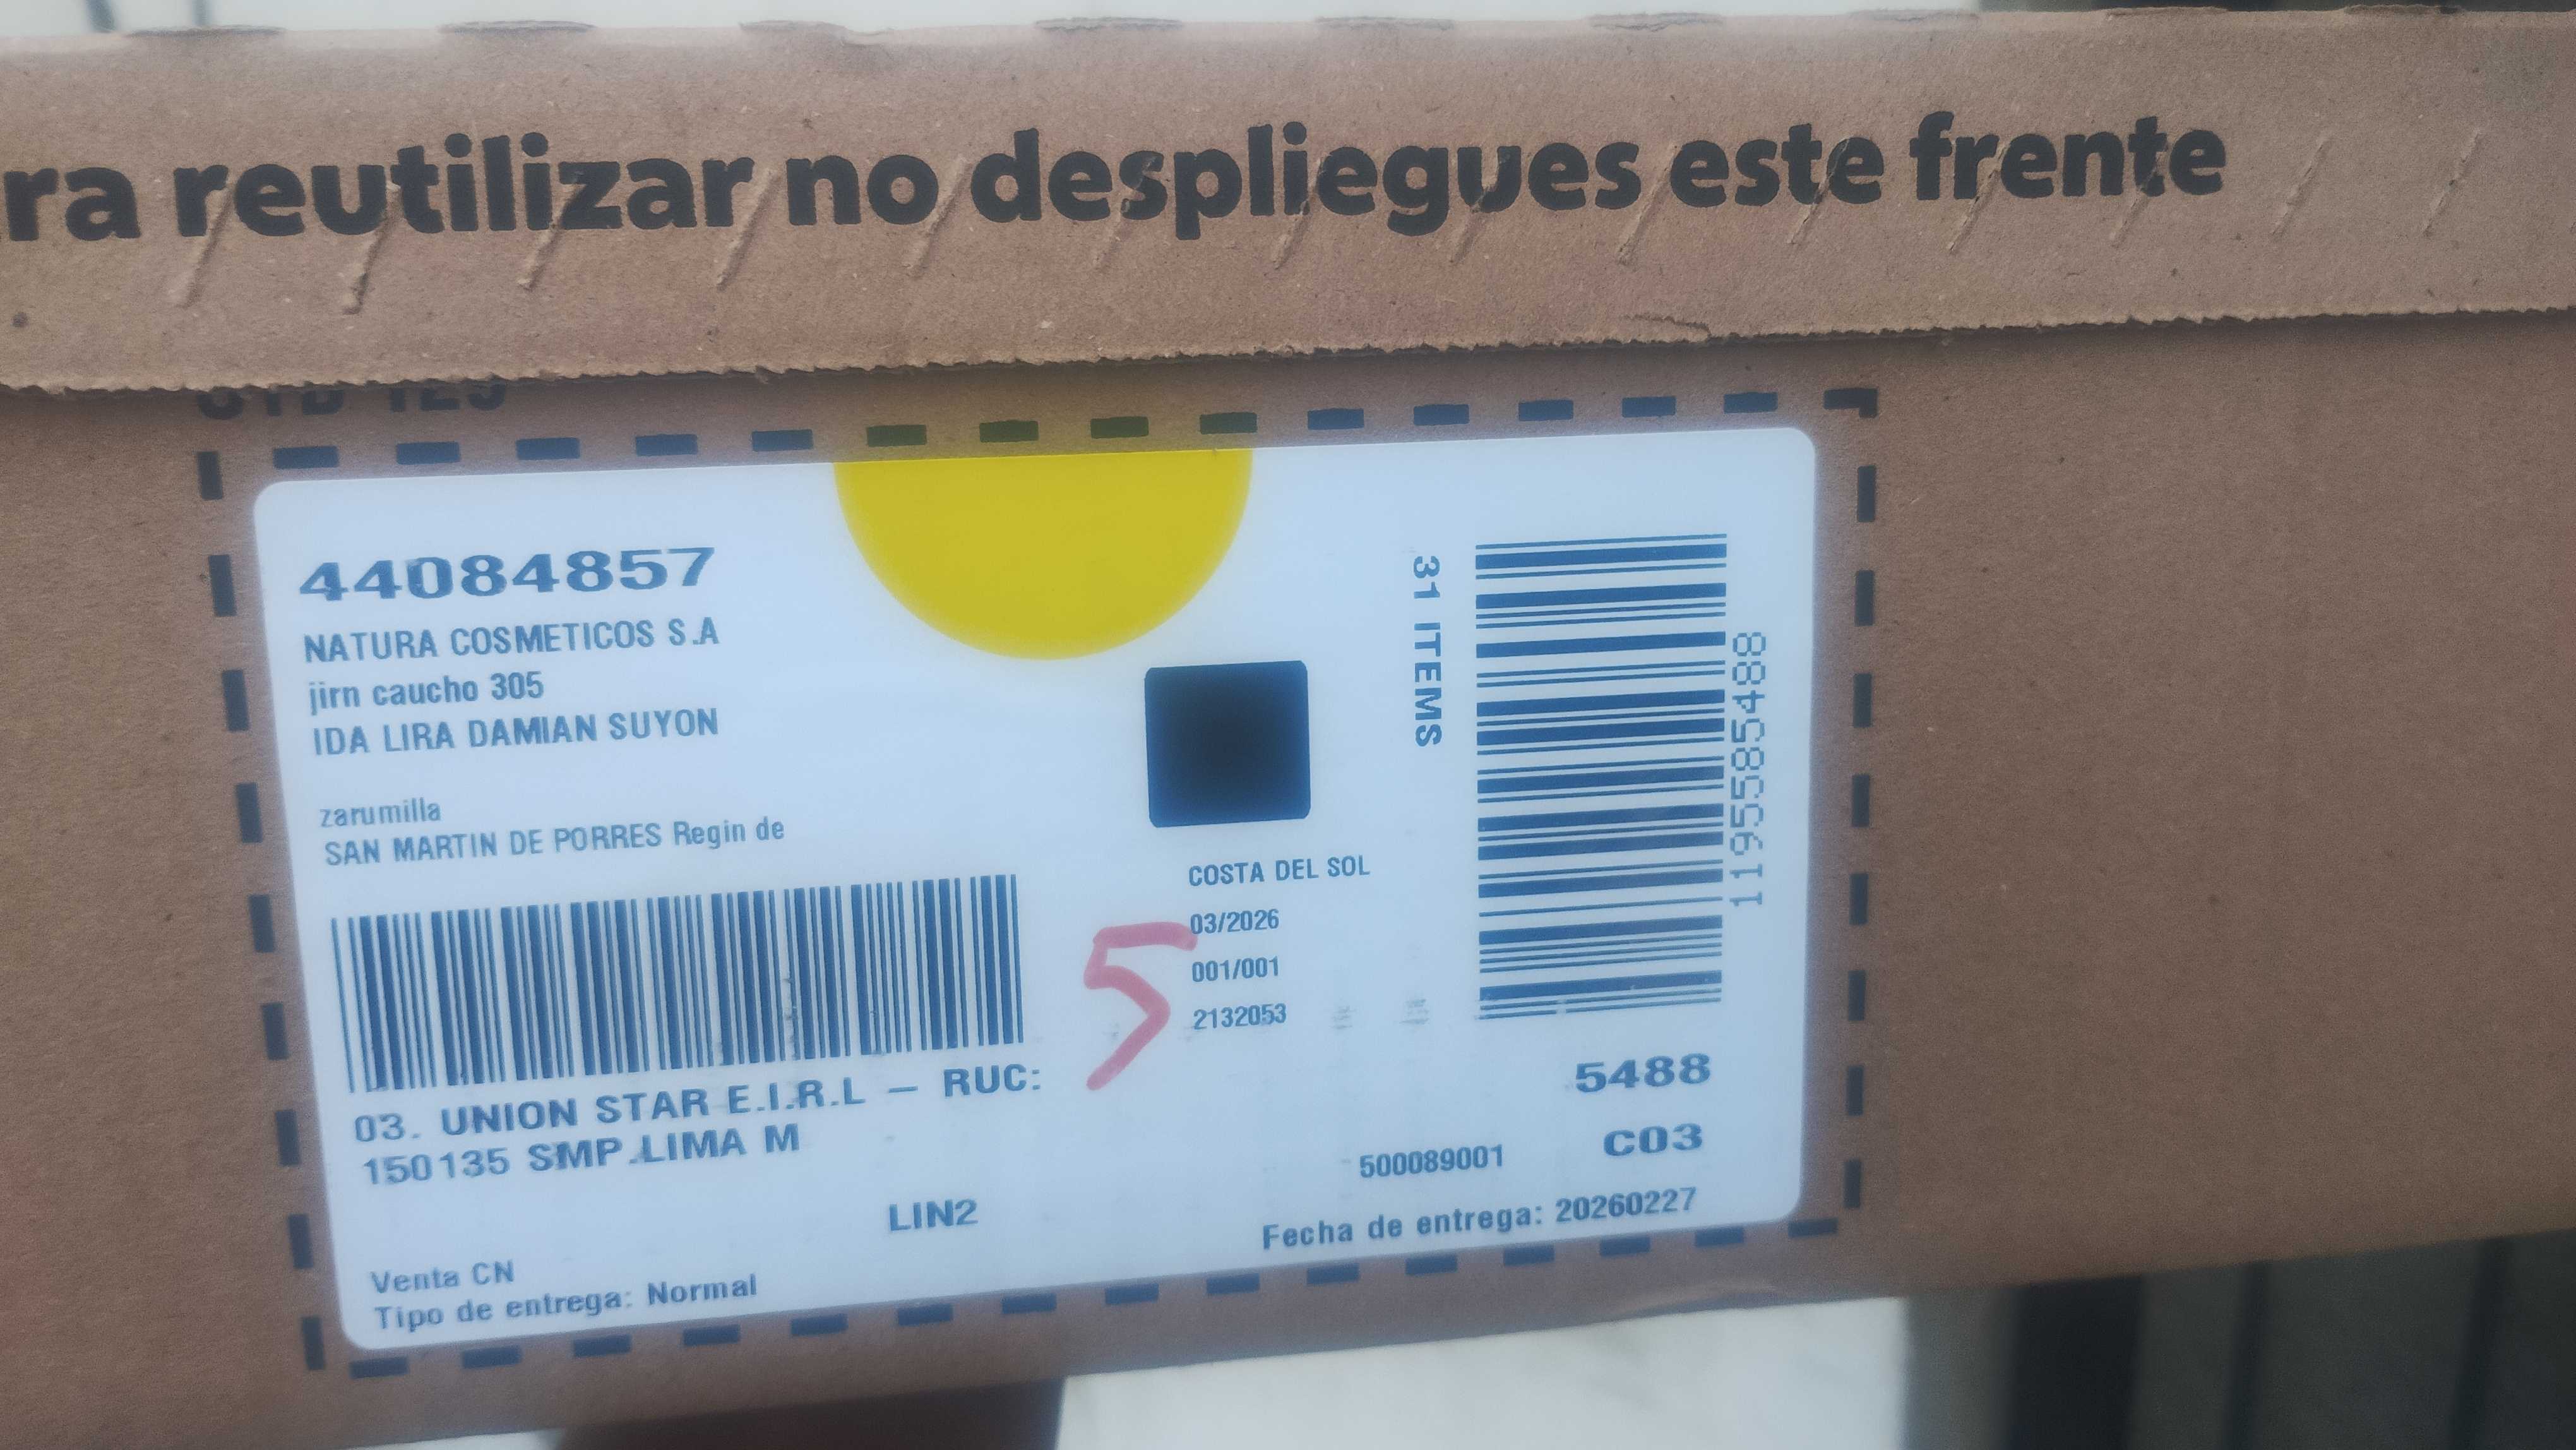 ra reutilizar no despliegues este frente
44084857
NATURA COSMETICOS S.A
jirn caucho 305
IDA LIRA DAMIAN SUYON
zarumilla
SAN MARTIN DE PORRES Regin de
03. UNION STAR E.I.R.L – RUC:
150135 SMP.LIMA M
LIN2
Venta CN
Tipo de entrega: Normal
5
COSTA DEL SOL
03/2026
001/001
2132053
31 ITEMS
119558585488
5488
C03
500089001
Fecha de entrega: 20260227